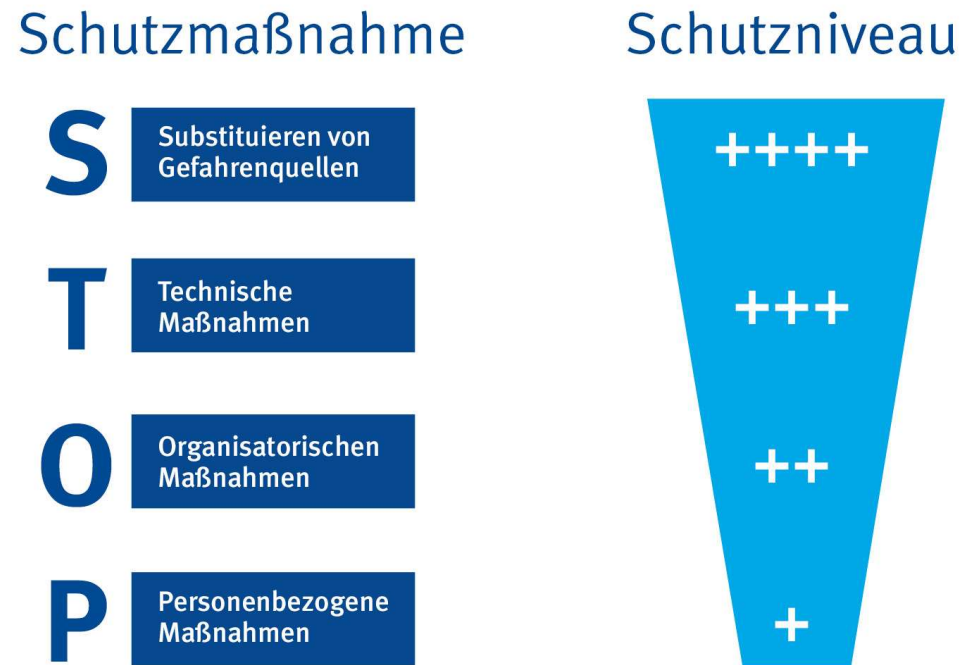 Schutzmaßnahme Schutzniveau
S Substituieren von
Gefahrenquellen
++++
T Technische
Maßnahmen
+++
O Organisatorischen
Maßnahmen
++
P Personenbezogene
Maßnahmen
+